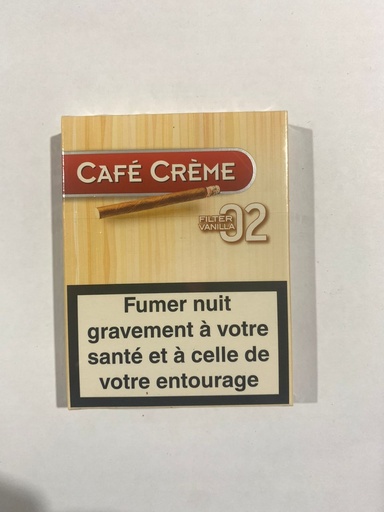 CAFÉ CRÈME
FILTER
VANILLA 02
Fumer nuit
gravement à votre
santé et à celle de
votre entourage